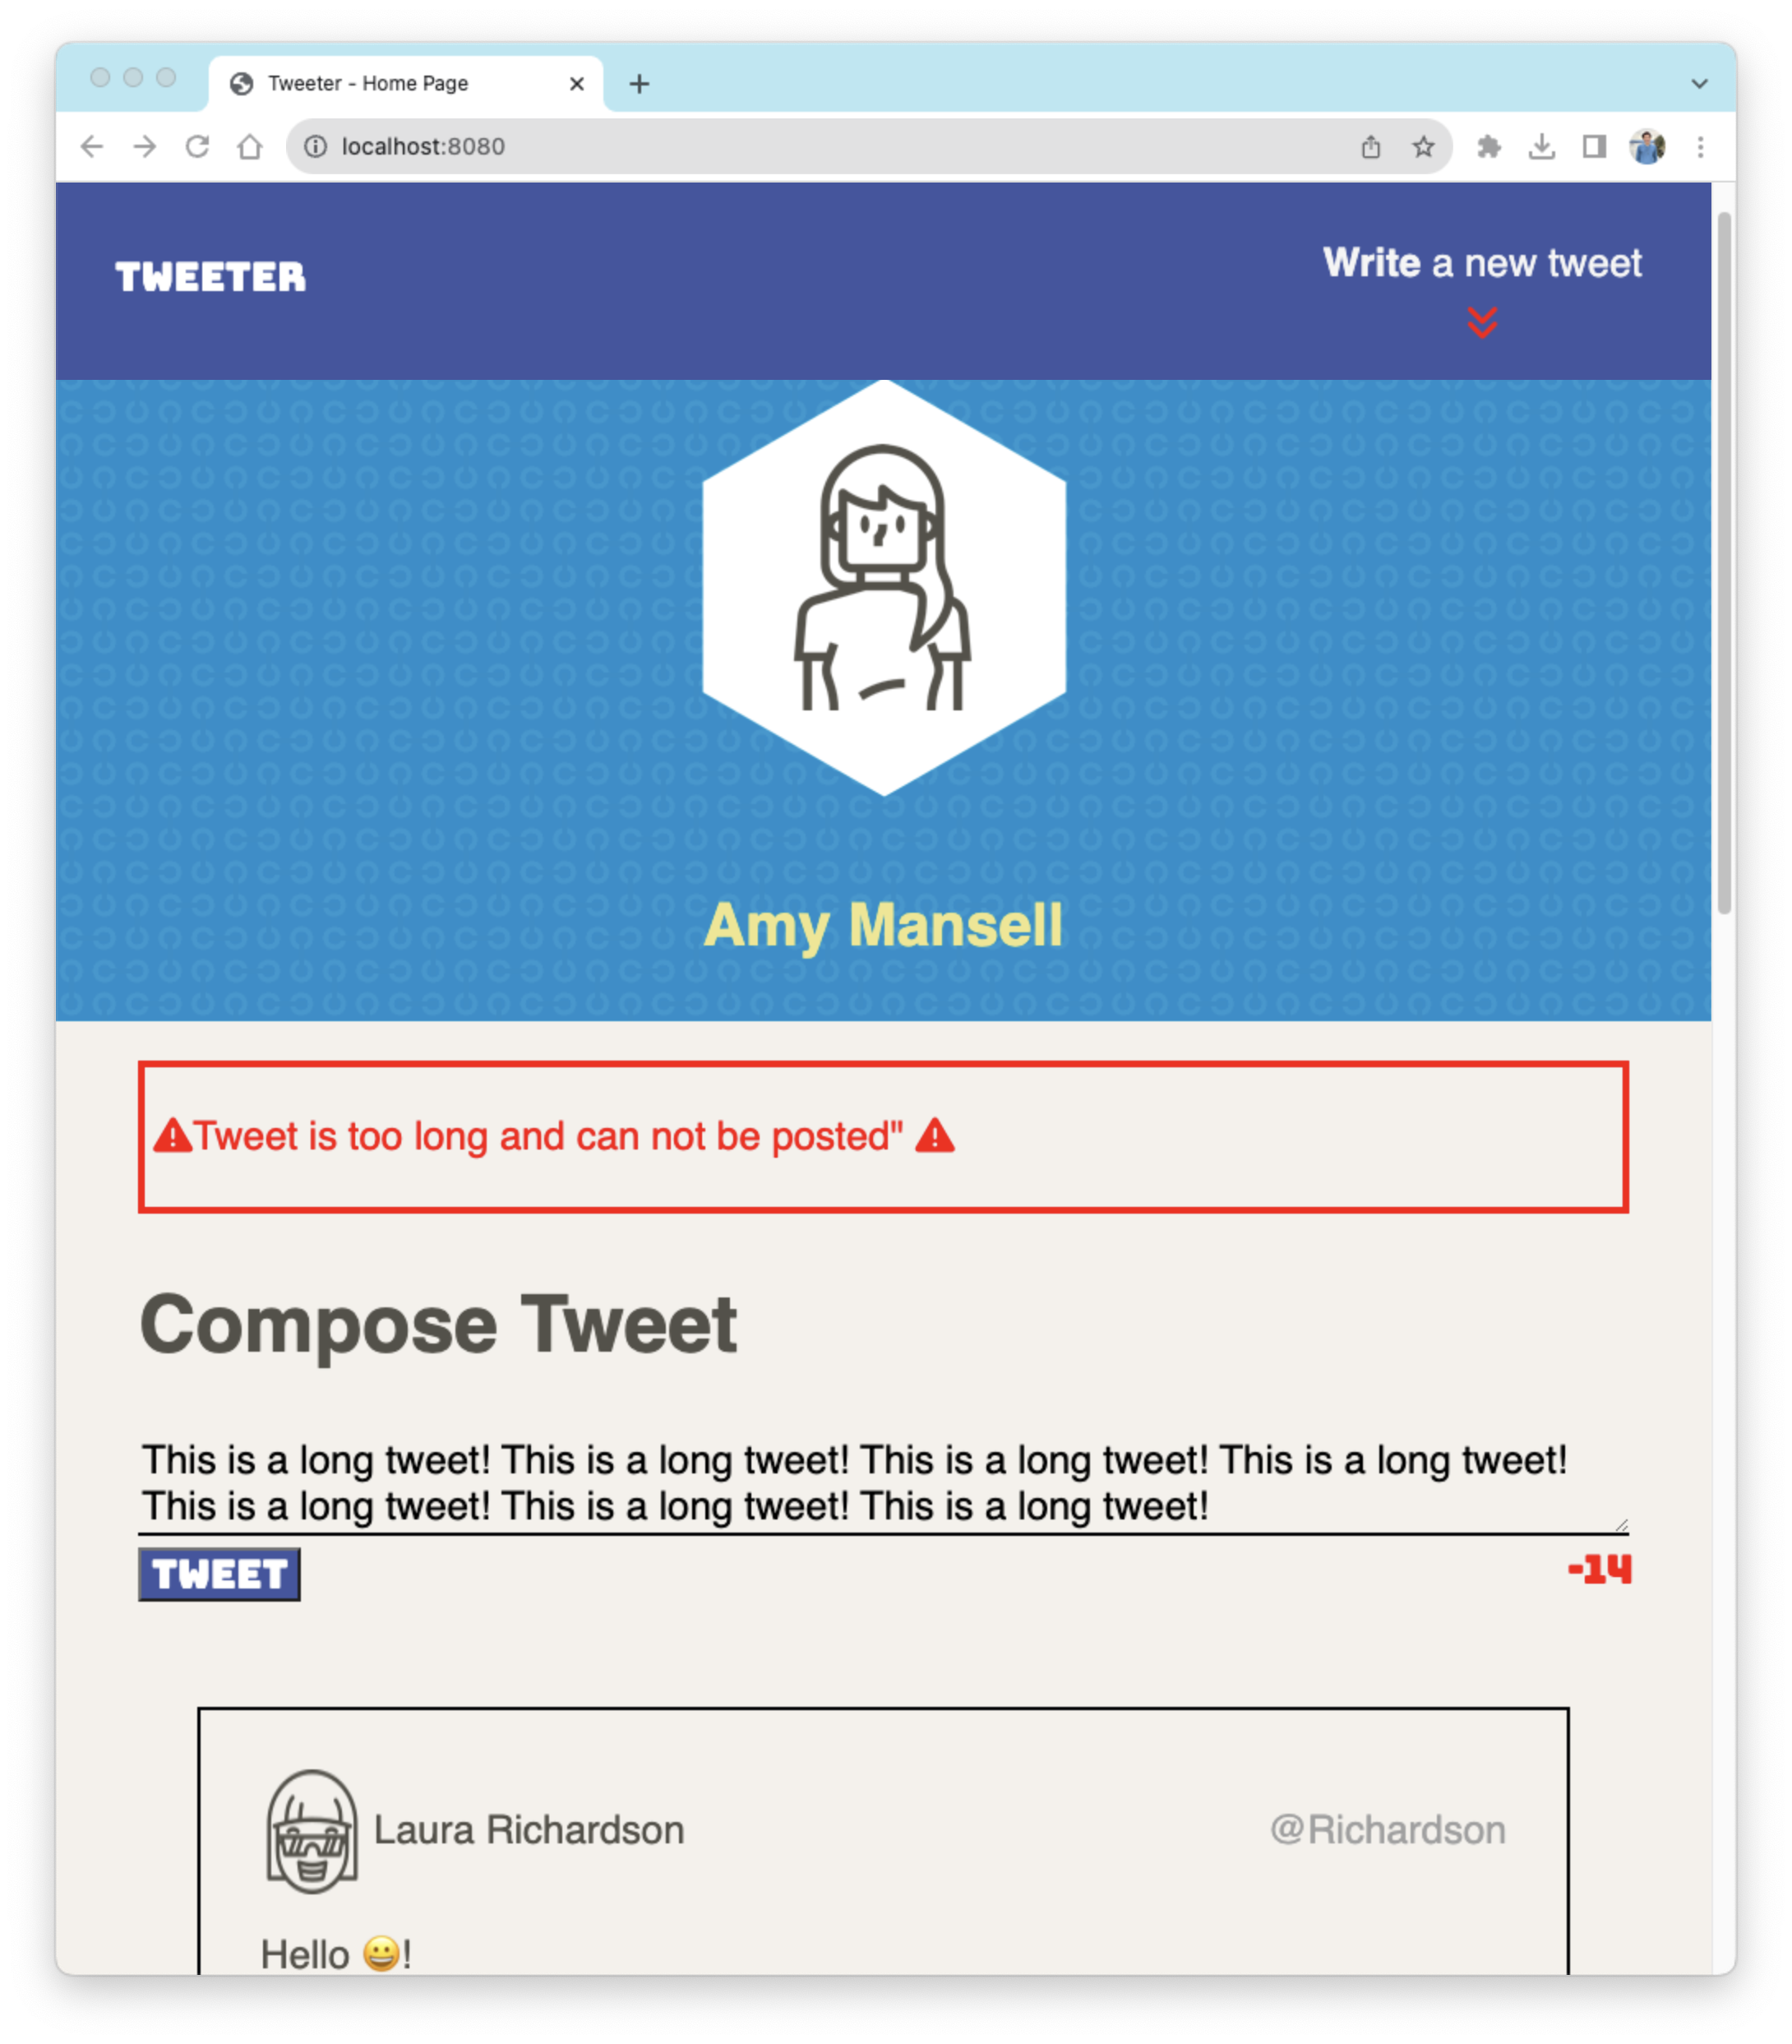 Tweeter - Home Page
localhost:8080
TWEETER
Write a new tweet
Amy Mansell
Tweet is too long and can not be posted"
Compose Tweet
This is a long tweet! This is a long tweet! This is a long tweet! This is a long tweet!
This is a long tweet! This is a long tweet! This is a long tweet!
TWEET
-14
Laura Richardson
@Richardson
Hello 😀!